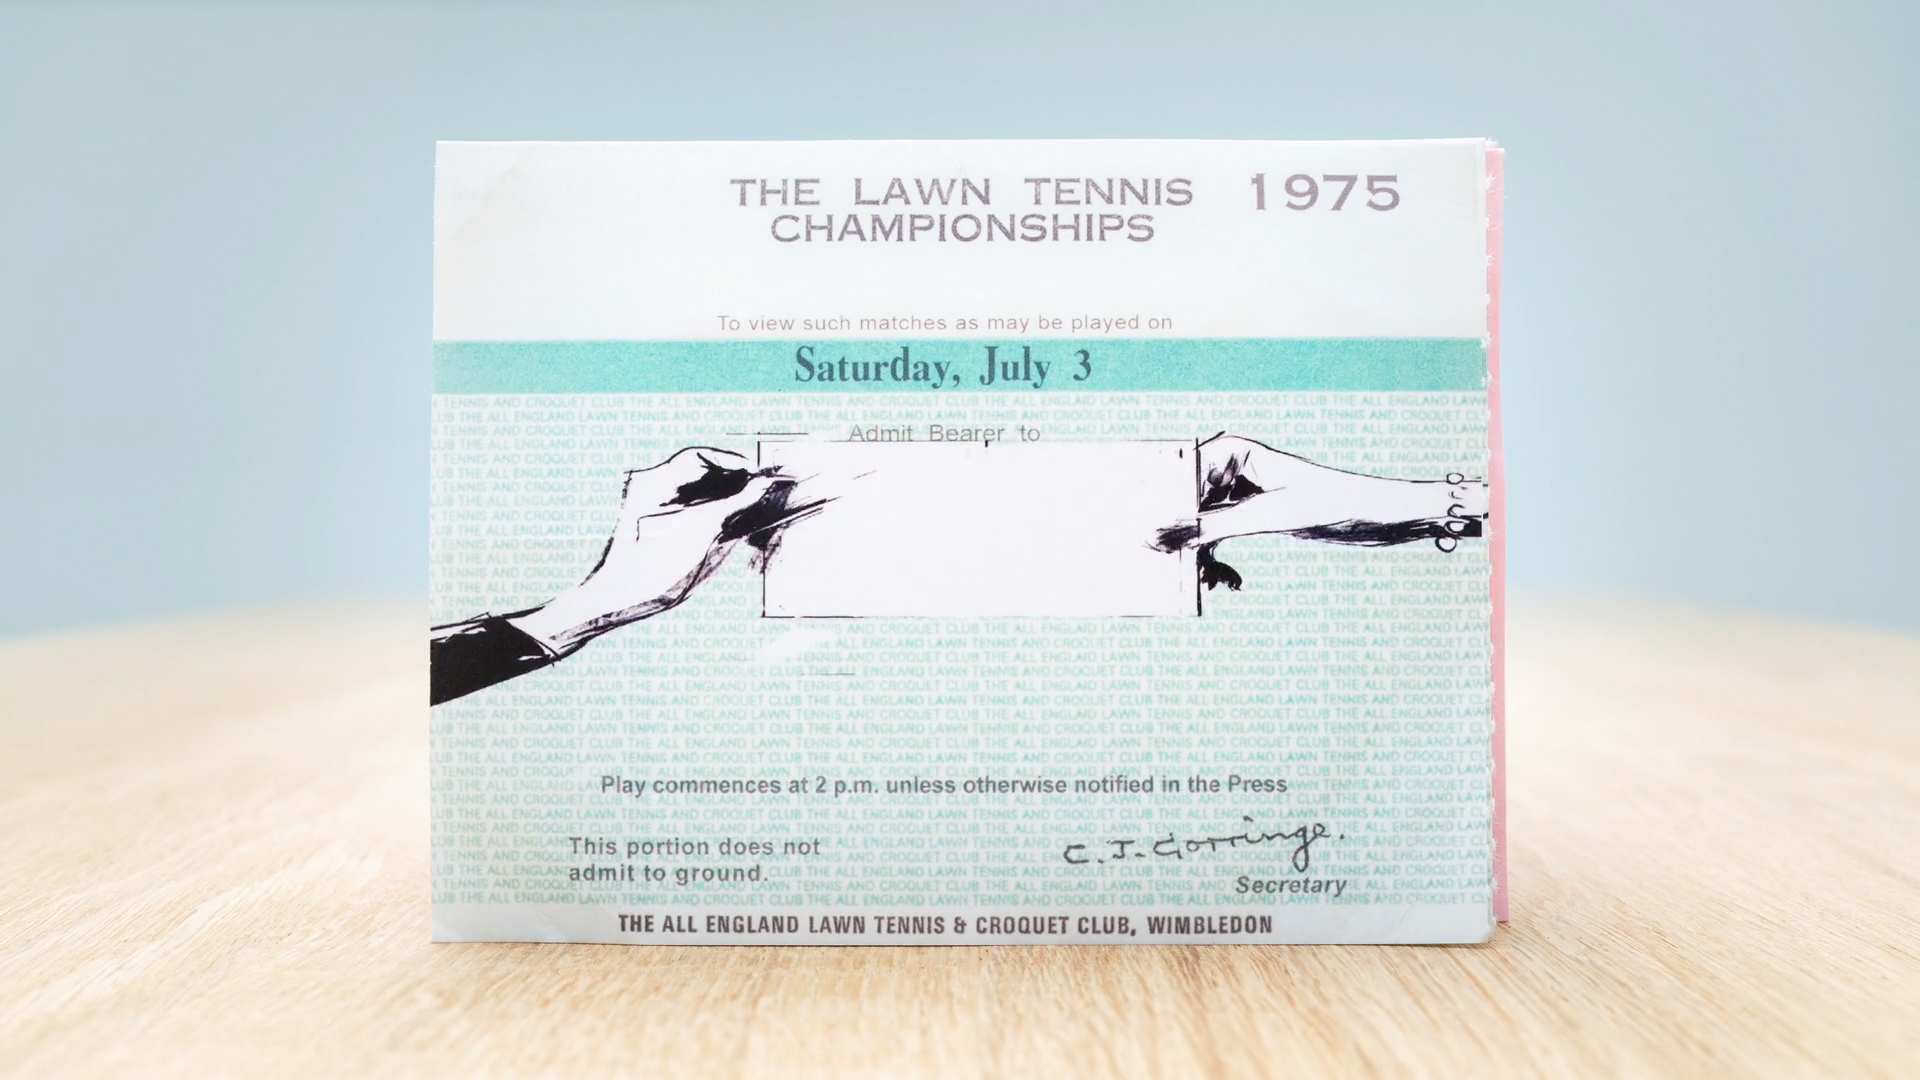 THE LAWN TENNIS 1975
CHAMPIONSHIPS
To view such matches as may be played on
Saturday, July 3
Admit Bearer to
Play commences at 2 p.m. unless otherwise notified in the Press
This portion does not
admit to ground.
C. J. Gorringe.
Secretary
THE ALL ENGLAND LAWN TENNIS & CROQUET CLUB, WIMBLEDON